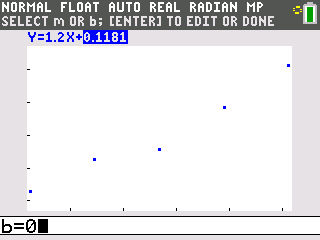 NORMAL FLOAT AUTO REAL RADIAN MP
SELECT m OR b; [ENTER] TO EDIT OR DONE
Y=1.2X+0.1181
b=0